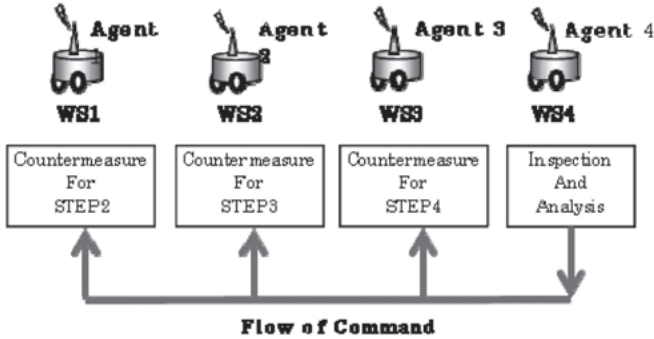 Agent 1
Agent 2
Agent 3
Agent 4
WS1
WS2
WS3
WS4
Countermeasure
For
STEP2
Countermeasure
For
STEP3
Countermeasure
For
STEP4
Inspection
And
Analysis
Flow of Command